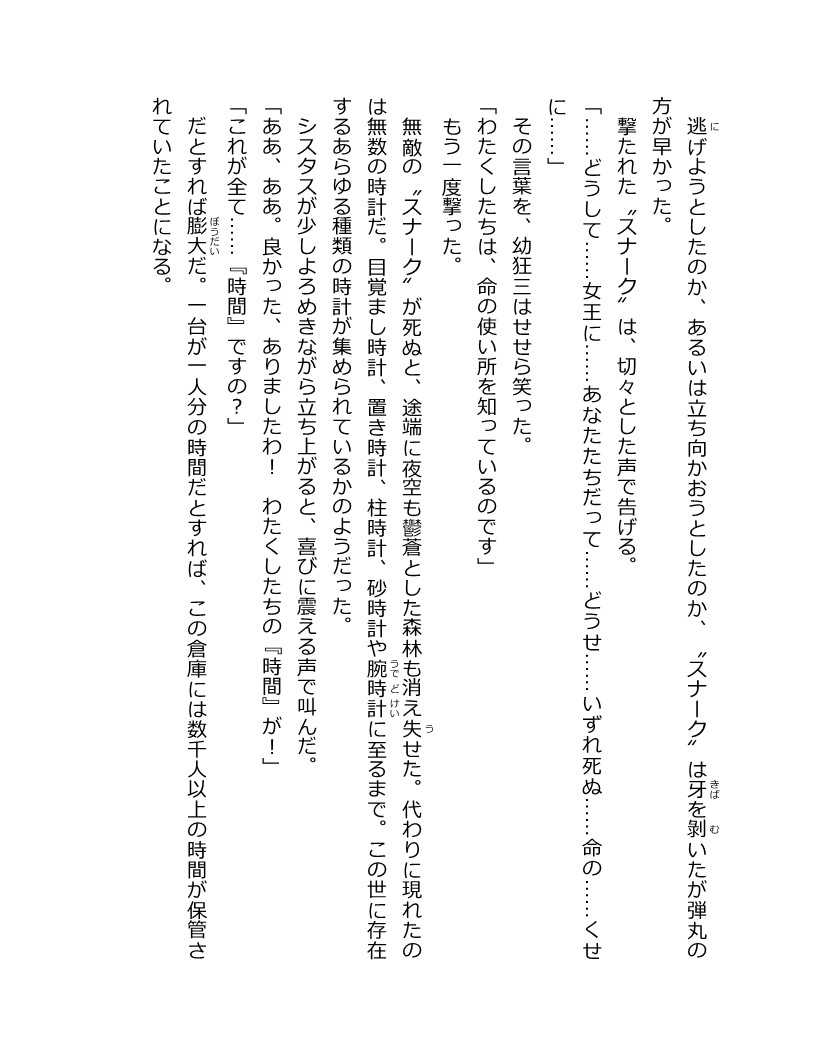 逃げようとしたのか、あるいは立ち向かおうとしたのか、〝スナーク〟は牙を剝いたが弾丸の
方が早かった。
撃たれた〝スナーク〟は、切々とした声で告げる。
「……どうして……女王に……あなたたちだって……どうせ……いずれ死ぬ……命の……くせ
に……」
その言葉を、幼狂三はせせら笑った。
「わたくしたちは、命の使い所を知っているのです」
もう一度撃った。
無敵の〝スナーク〟が死ぬと、途端に夜空も鬱蒼とした森林も消え失せた。代わりに現れたの
は無数の時計だ。目覚まし時計、置き時計、柱時計、砂時計や腕時計に至るまで。この世に存在
するあらゆる種類の時計が集められているかのようだった。
シスタスが少しよろめきながら立ち上がると、喜びに震える声で叫んだ。
「ああ、ああ。良かった、ありましたわ！　わたくしたちの『時間』が！」
「これが全て……『時間』ですの？」
だとすれば膨大だ。一台が一人分の時間だとすれば、この倉庫には数千人以上の時間が保管さ
れていたことになる。